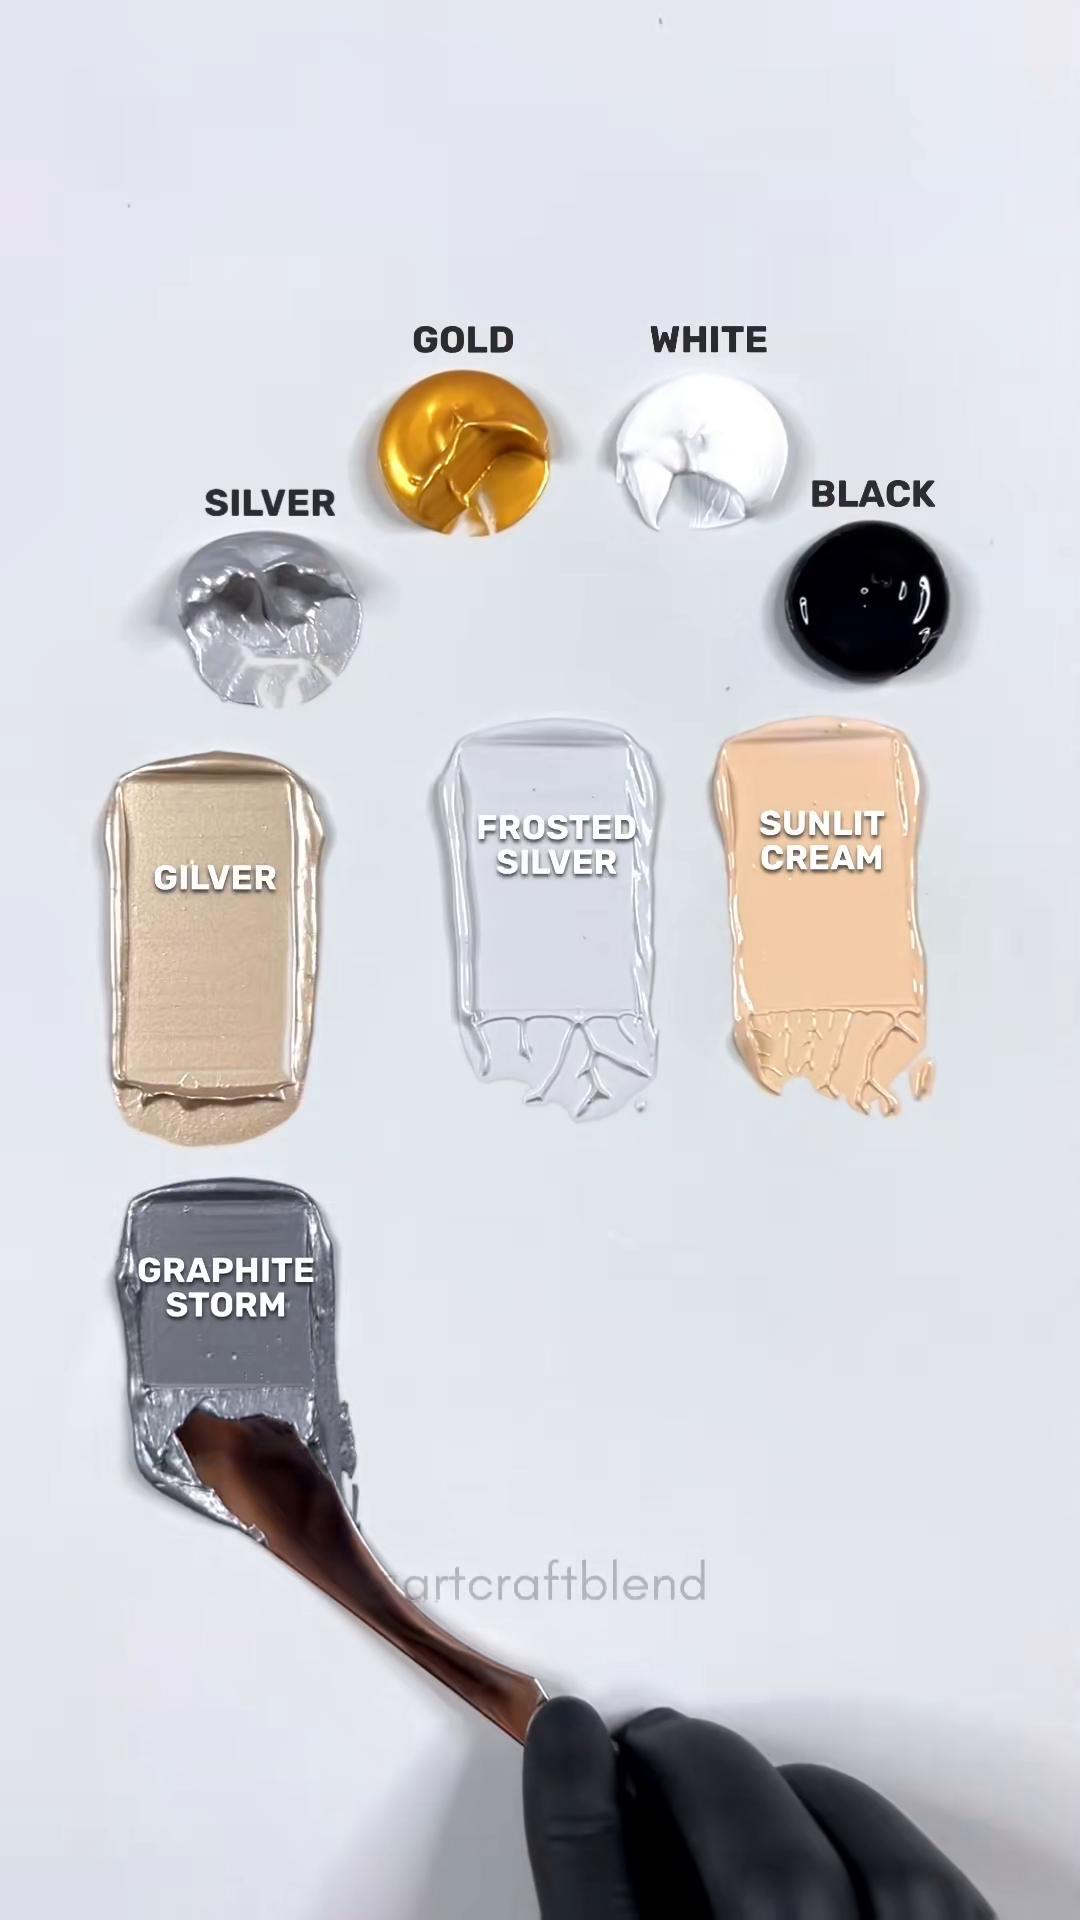 GOLD
WHITE
SILVER
BLACK
GILVER
FROSTED
SILVER
SUNLIT
CREAM
GRAPHITE
STORM
artcraftblend